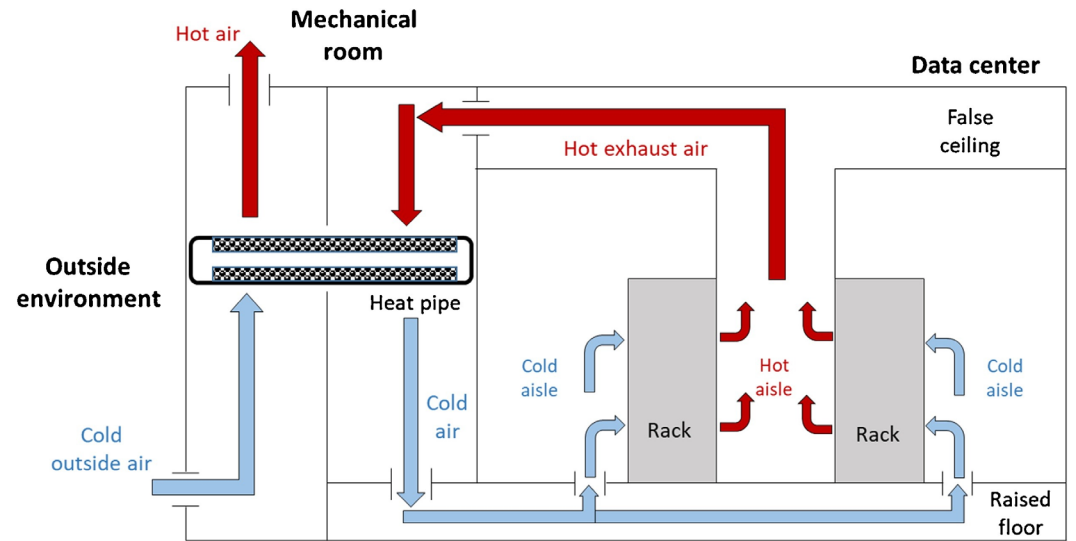 Mechanical
room
Hot air
Data center
False
ceiling
Hot exhaust air
Outside
environment
Heat pipe
Cold
aisle
Hot
aisle
Cold
aisle
Cold
air
Rack
Rack
Cold
outside air
Raised
floor